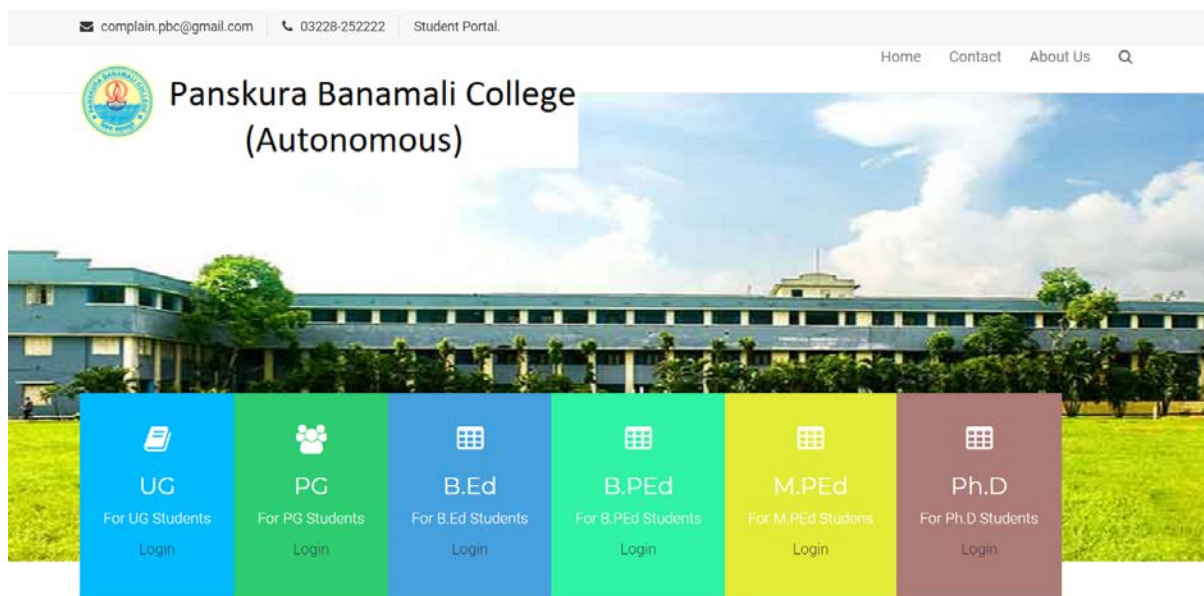 complain.pbc@gmail.com 03228-252222 Student Portal.
Home Contact About Us
Panskura Banamali College
(Autonomous)
UG
For UG Students
Login
PG
For PG Students
Login
B.Ed
For B.Ed Students
Login
B.PEd
For B.PEd Students
Login
M.PEd
For M.PEd Studens
Login
Ph.D
For Ph.D Students
Login